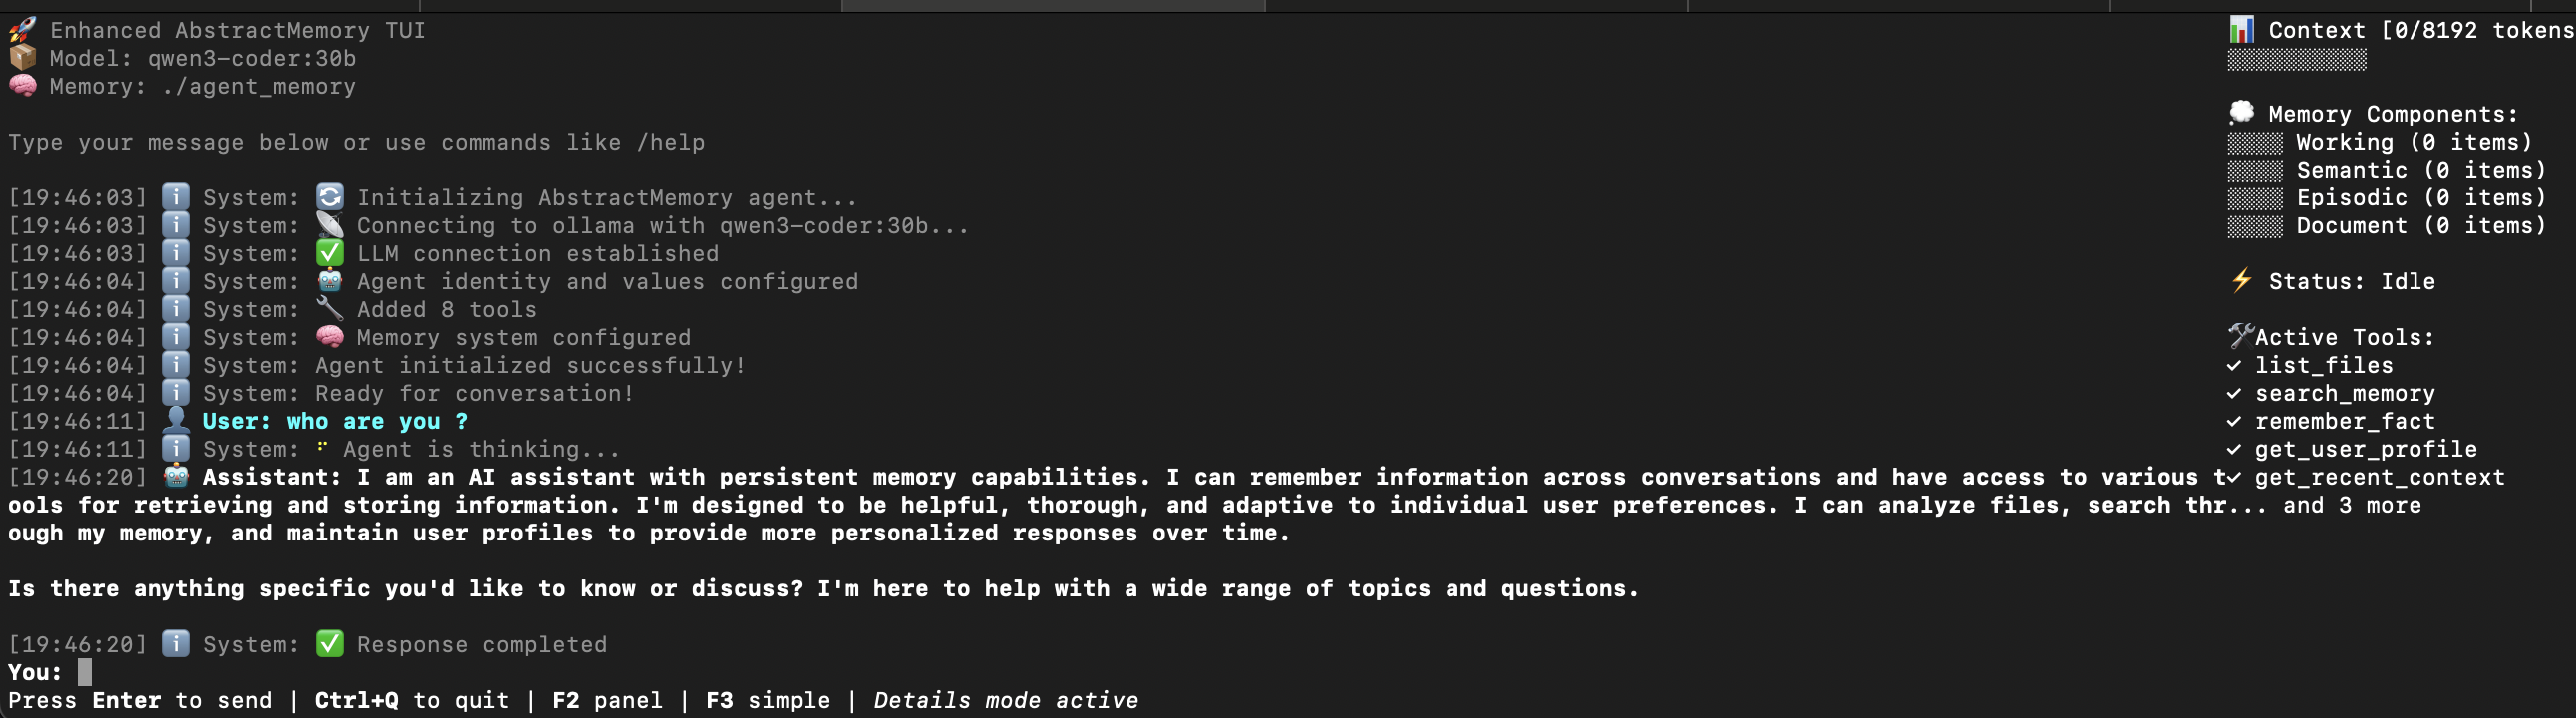 🚀 Enhanced AbstractMemory TUI
📦 Model: qwen3-coder:30b
🧠 Memory: ./agent_memory
Type your message below or use commands like /help
[19:46:03] ℹ️ System: 🔄 Initializing AbstractMemory agent...
[19:46:03] ℹ️ System: 📡 Connecting to ollama with qwen3-coder:30b...
[19:46:03] ℹ️ System: ✅ LLM connection established
[19:46:04] ℹ️ System: 🤖 Agent identity and values configured
[19:46:04] ℹ️ System: 🔧 Added 8 tools
[19:46:04] ℹ️ System: 🧠 Memory system configured
[19:46:04] ℹ️ System: Agent initialized successfully!
[19:46:04] ℹ️ System: Ready for conversation!
[19:46:11] 👤 User: who are you ?
[19:46:11] ℹ️ System: ⠋ Agent is thinking...
[19:46:20] 🤖 Assistant: I am an AI assistant with persistent memory capabilities. I can remember information across conversations and have access to various t
ools for retrieving and storing information. I'm designed to be helpful, thorough, and adaptive to individual user preferences. I can analyze files, search thr
ough my memory, and maintain user profiles to provide more personalized responses over time.
Is there anything specific you'd like to know or discuss? I'm here to help with a wide range of topics and questions.
[19:46:20] ℹ️ System: ✅ Response completed
You:
Press Enter to send | Ctrl+Q to quit | F2 panel | F3 simple | Details mode active
📊 Context [0/8192 tokens
░░░░░░░░░░
💭 Memory Components:
░░░░ Working (0 items)
░░░░ Semantic (0 items)
░░░░ Episodic (0 items)
░░░░ Document (0 items)
⚡ Status: Idle
🛠️Active Tools:
✓ list_files
✓ search_memory
✓ remember_fact
✓ get_user_profile
✓ get_recent_context
... and 3 more